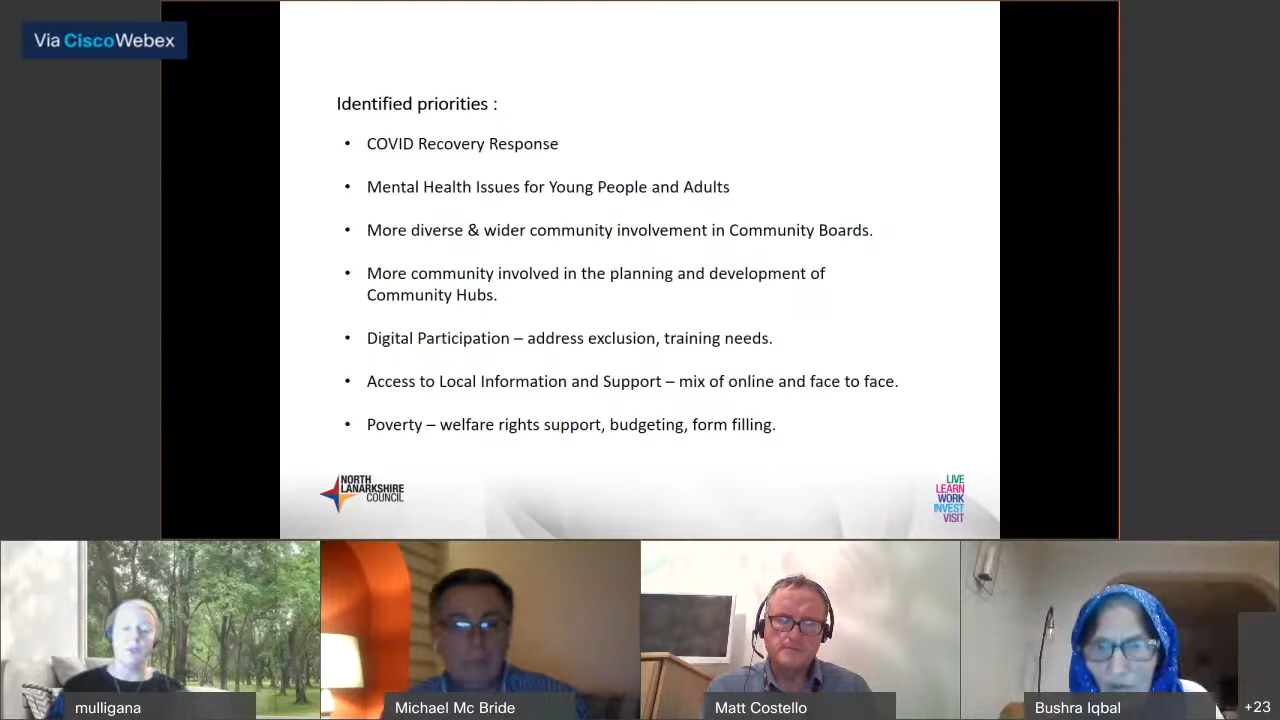 Via CiscoWebex
Identified priorities :
• COVID Recovery Response
• Mental Health Issues for Young People and Adults
• More diverse & wider community involvement in Community Boards.
• More community involved in the planning and development of
Community Hubs.
• Digital Participation – address exclusion, training needs.
• Access to Local Information and Support – mix of online and face to face.
• Poverty – welfare rights support, budgeting, form filling.
NORTH
LANARKSHIRE
COUNCIL
LIVE
LEARN
WORK
INVEST
VISIT
mulligana
Michael Mc Bride
Matt Costello
Bushra Iqbal
+23